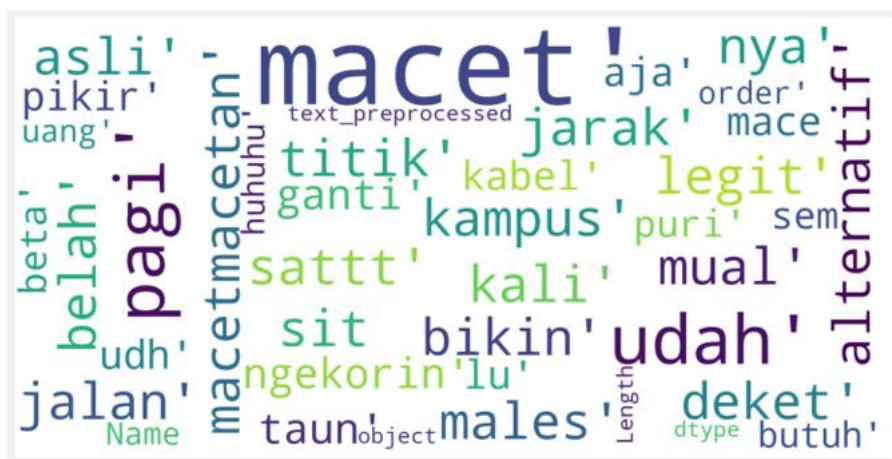 asli'
macet'
nya'
pikir'
aja'
order'
uang'
text_preprocessed
jarak'
mace
alternatif'
pagi'
macetmacetan'
huhuhu'
titik'
kabel'
legit'
beta'
belah'
ganti'
kampus'
puri'
sem
sattt'
kali'
mual'
udh'
sit
bikin'
udah'
ngekorin'
lu'
jalan'
Name
taun'
object
males'
Length
deket'
dtype
butuh'